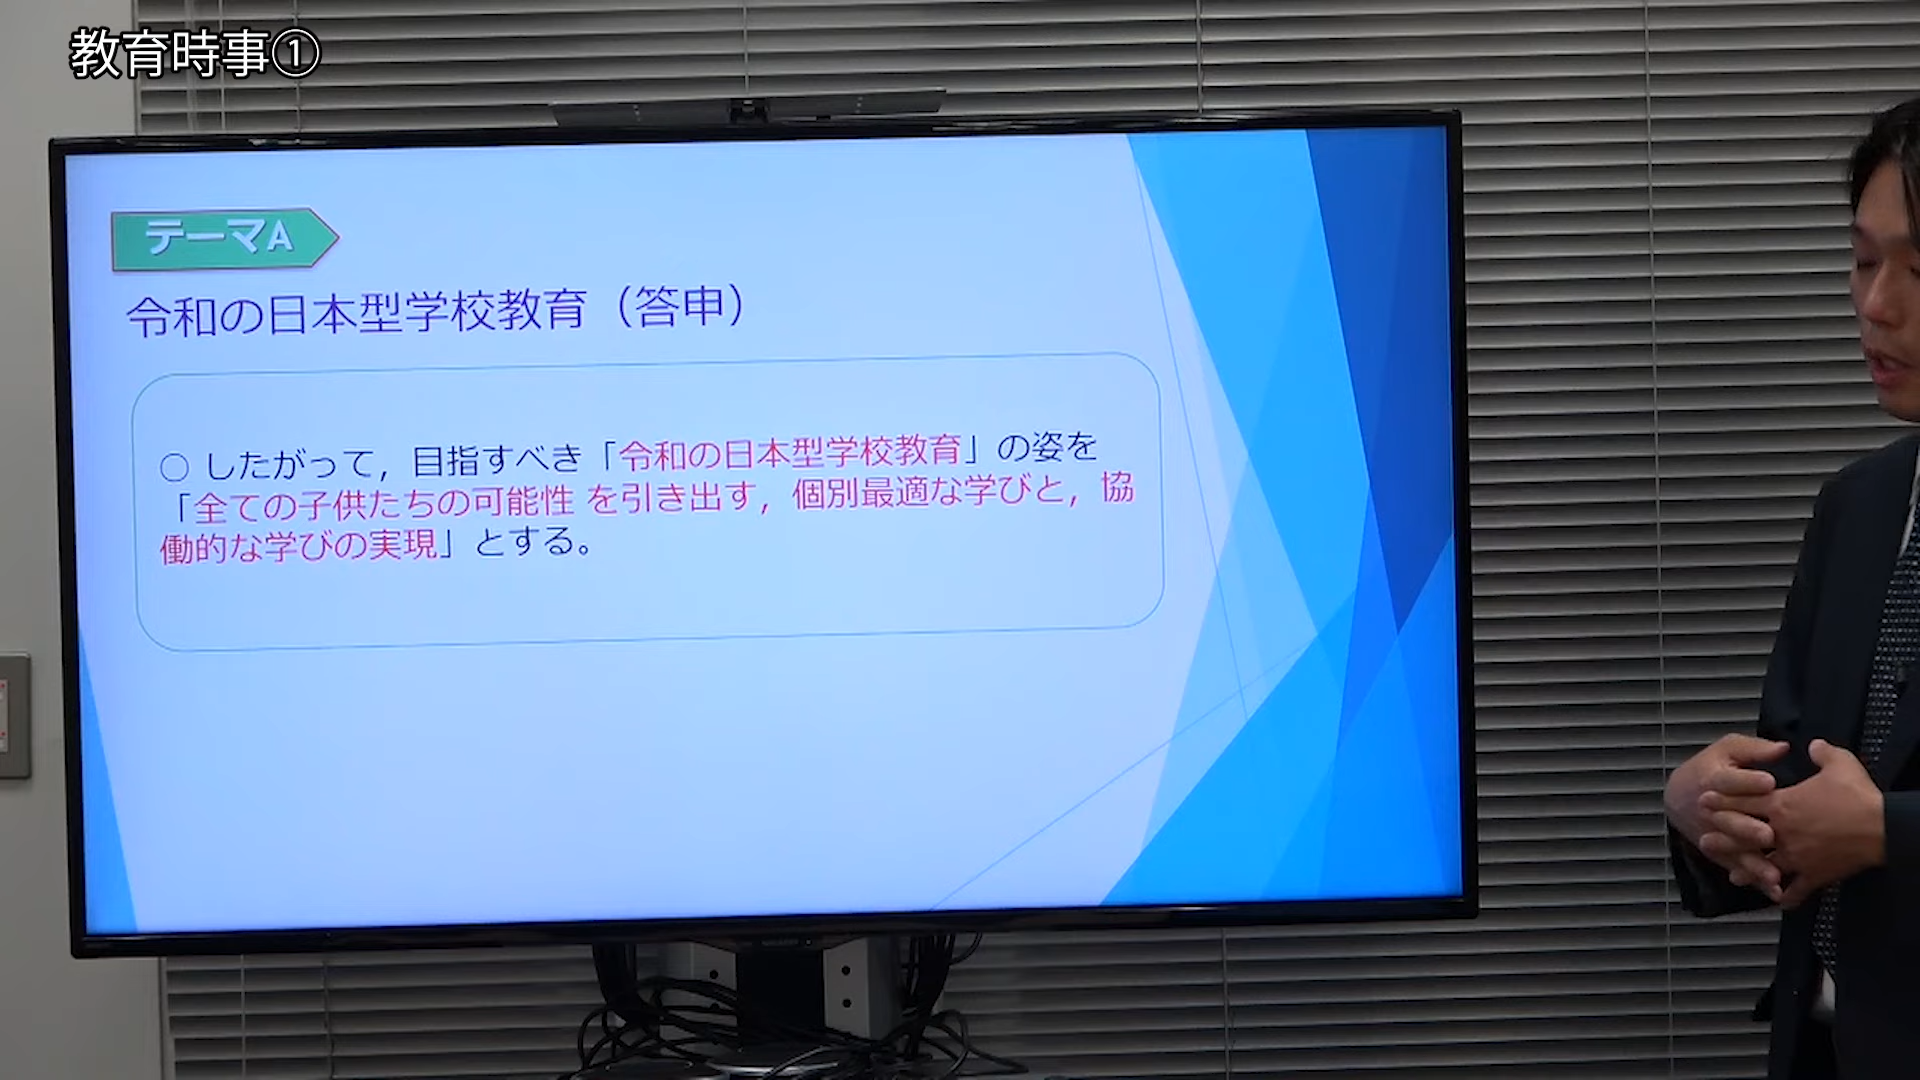 教育時事①
テーマA
令和の日本型学校教育（答申）
○ したがって，目指すべき「令和の日本型学校教育」の姿を
「全ての子供たちの可能性 を引き出す，個別最適な学びと，協
働的な学びの実現」とする。